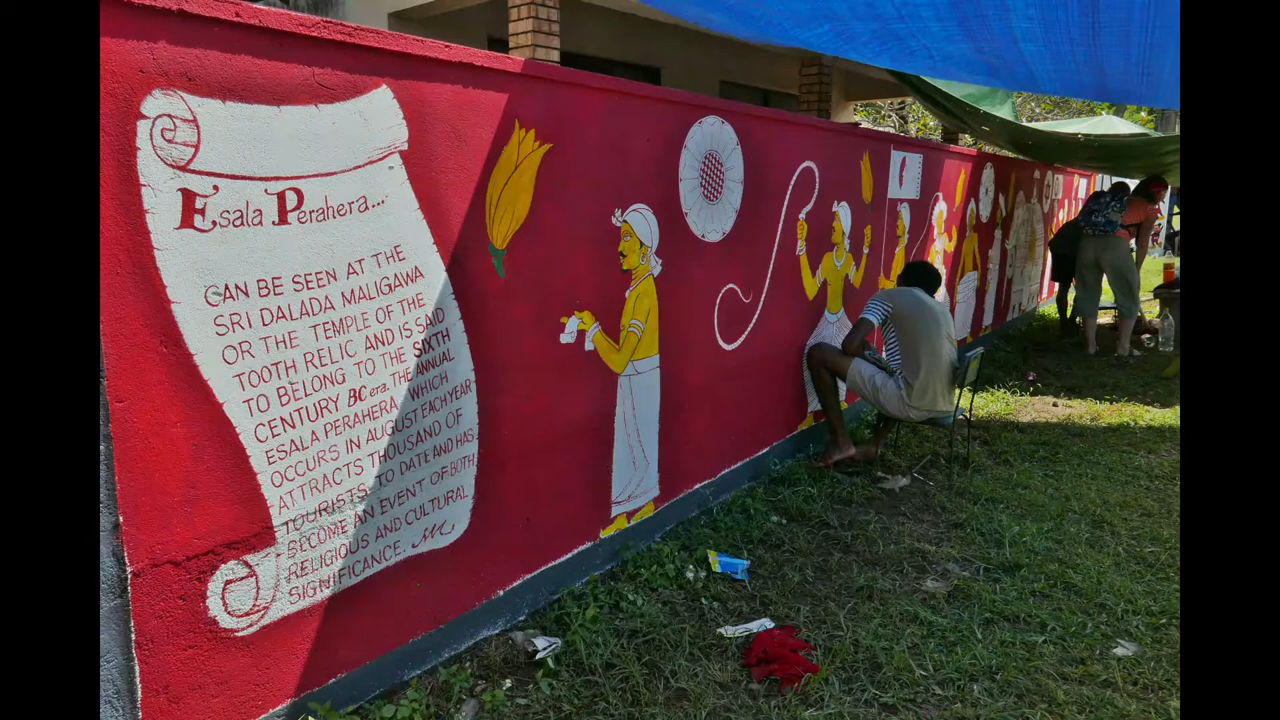 Esala Perahera...
CAN BE SEEN AT THE
SRI DALADA MALIGAWA
OR THE TEMPLE OF THE
TOOTH RELIC AND IS SAID
TO BELONG TO THE SIXTH
CENTURY BC era. THE ANNUAL
ESALA PERAHERA, WHICH
OCCURS IN AUGUST EACH YEAR
ATTRACTS THOUSAND OF
TOURISTS TO DATE AND HAS
BECOME AN EVENT OF BOTH
RELIGIOUS AND CULTURAL
SIGNIFICANCE.